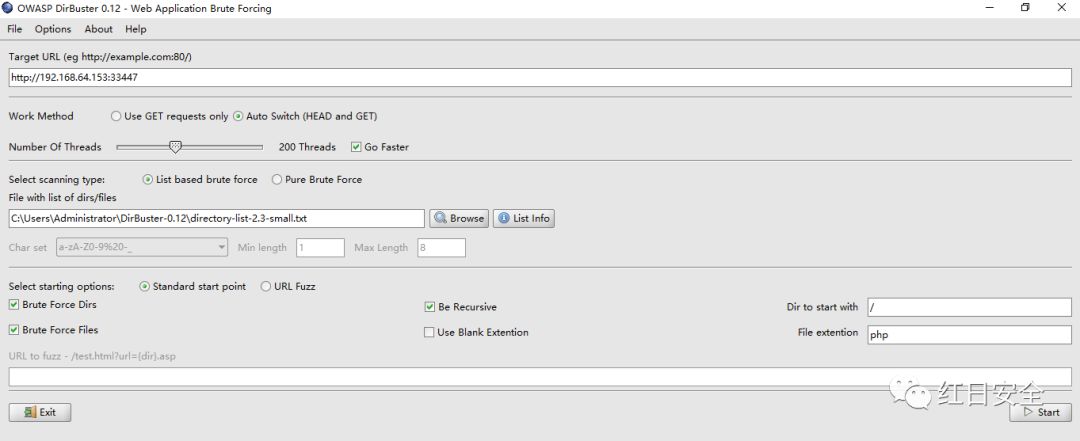 OWASP DirBuster 0.12 - Web Application Brute Forcing
File Options About Help
Target URL (eg http://example.com:80/)
http://192.168.64.153:33447
Work Method Use GET requests only Auto Switch (HEAD and GET)
Number Of Threads 200 Threads Go Faster
Select scanning type: List based brute force Pure Brute Force
File with list of dirs/files
C:\Users\Administrator\DirBuster-0.12\directory-list-2.3-small.txt Browse List Info
Char set a-zA-Z0-9%20-_ Min length 1 Max Length 8
Select starting options: Standard start point URL Fuzz
Brute Force Dirs Be Recursive Dir to start with /
Brute Force Files Use Blank Extention File extention php
URL to fuzz - /test.html?url={dir}.asp
红目安全
Exit Start